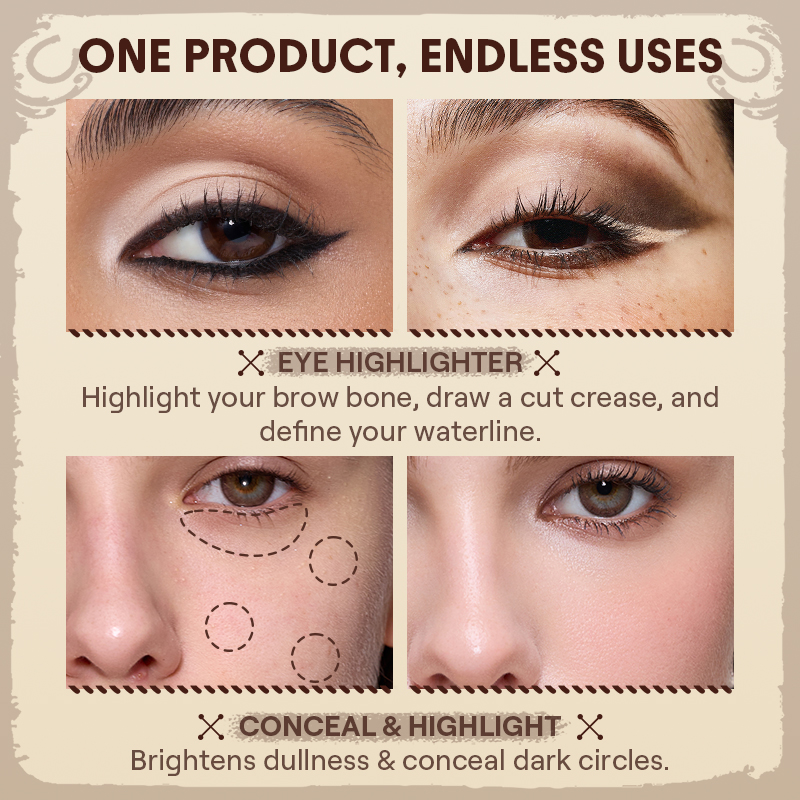 ONE PRODUCT, ENDLESS USES
EYE HIGHLIGHTER
Highlight your brow bone, draw a cut crease, and
define your waterline.
CONCEAL & HIGHLIGHT
Brightens dullness & conceal dark circles.